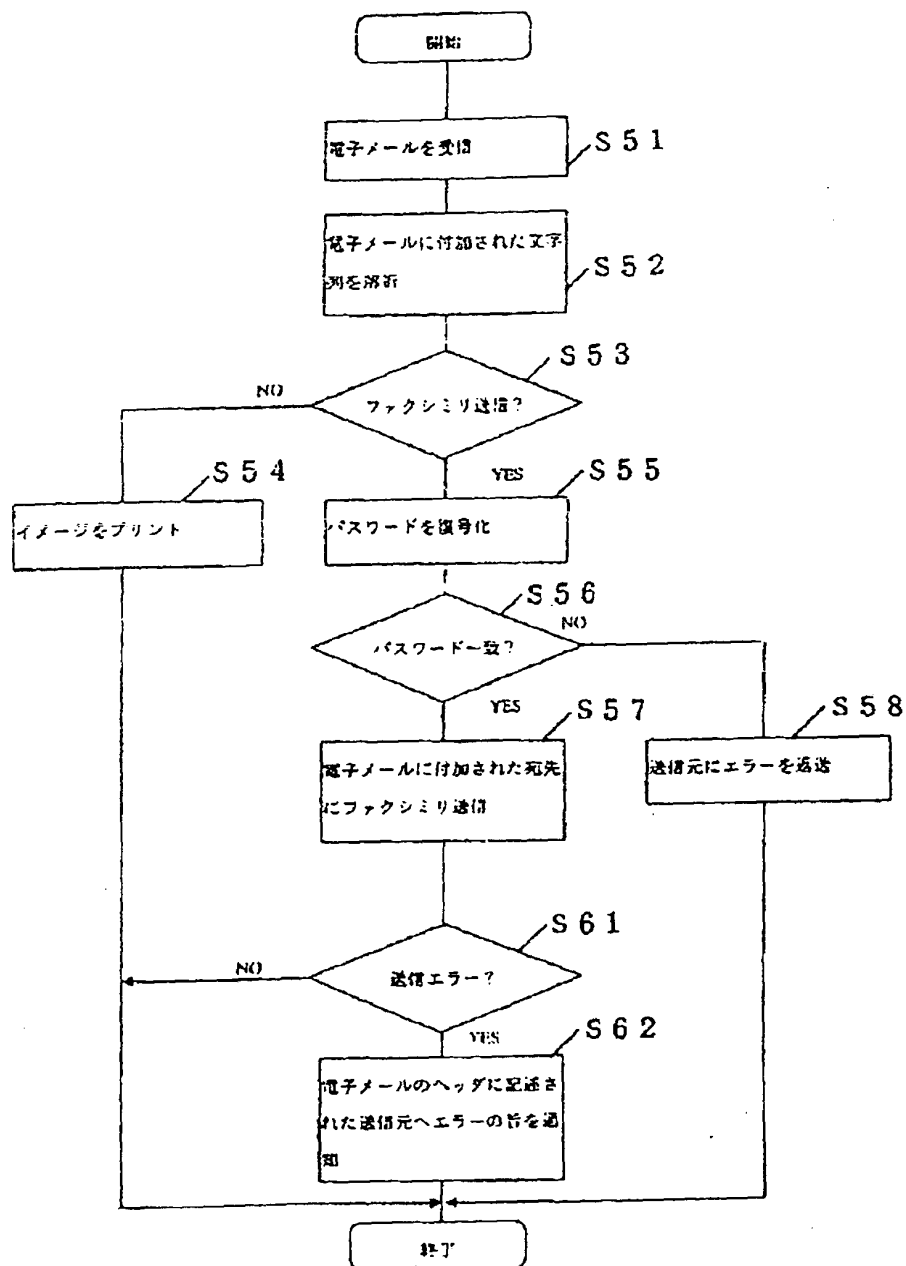 開始
電子メールを受信
S51
電子メールに付加された文字
列を解析
S52
S53
ファクシミリ送信?
NO
YES
S54
イメージをプリント
S55
パスワードを復号化
S56
パスワード一致?
NO
YES
S57
電子メールに付加された宛先
にファクシミリ送信
S58
送信元にエラーを返送
S61
送信エラー?
NO
YES
S62
電子メールのヘッダに記述さ
れた送信元へエラーの旨を通
知
終了